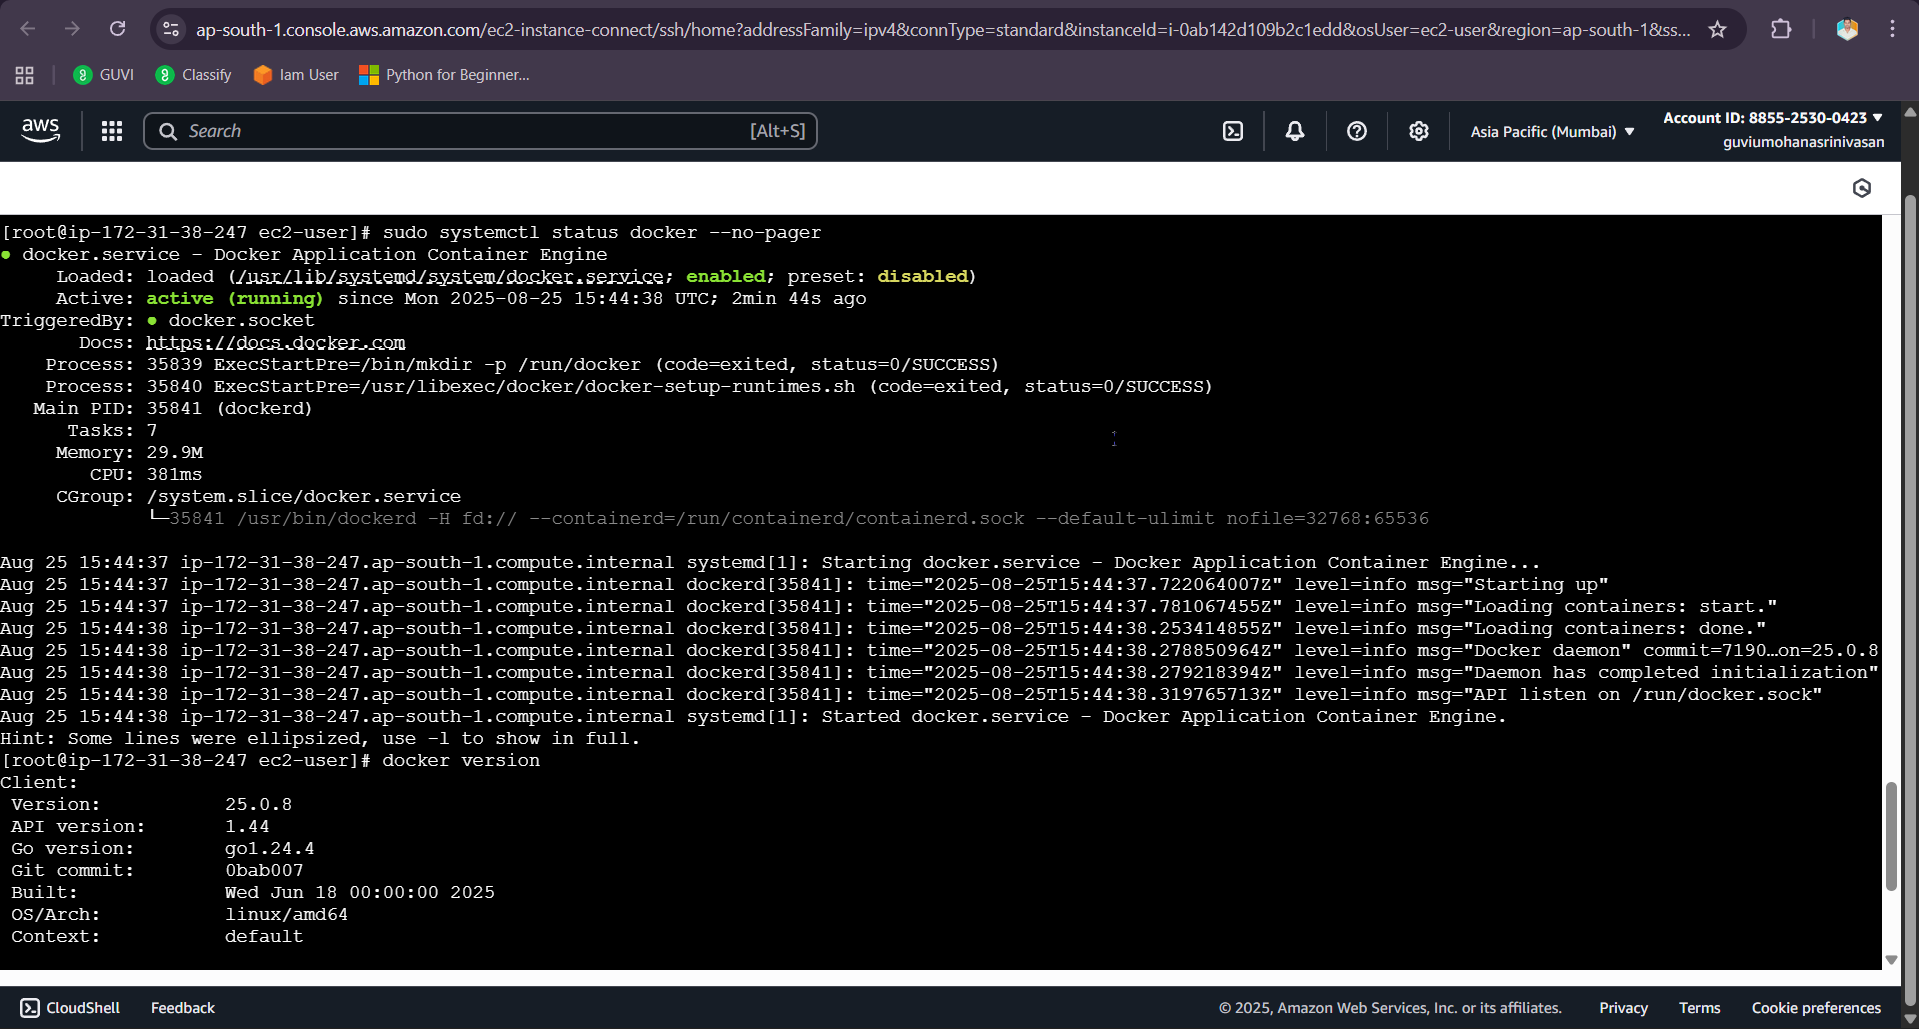 ap-south-1.console.aws.amazon.com/ec2-instance-connect/ssh/home?addressFamily=ipv4&connType=standard&instanceId=i-0ab142d109b2c1edd&osUser=ec2-user&region=ap-south-1&ss...
GUVI Classify Iam User Python for Beginner...
aws Search [Alt+S] Asia Pacific (Mumbai) Account ID: 8855-2530-0423
guviumohanasrinivasan
[root@ip-172-31-38-247 ec2-user]# sudo systemctl status docker --no-pager
● docker.service - Docker Application Container Engine
Loaded: loaded (/usr/lib/systemd/system/docker.service; enabled; preset: disabled)
Active: active (running) since Mon 2025-08-25 15:44:38 UTC; 2min 44s ago
TriggeredBy: ● docker.socket
Docs: https://docs.docker.com
Process: 35839 ExecStartPre=/bin/mkdir -p /run/docker (code=exited, status=0/SUCCESS)
Process: 35840 ExecStartPre=/usr/libexec/docker/docker-setup-runtimes.sh (code=exited, status=0/SUCCESS)
Main PID: 35841 (dockerd)
Tasks: 7
Memory: 29.9M
CPU: 381ms
CGroup: /system.slice/docker.service
└─35841 /usr/bin/dockerd -H fd:// --containerd=/run/containerd/containerd.sock --default-ulimit nofile=32768:65536
Aug 25 15:44:37 ip-172-31-38-247.ap-south-1.compute.internal systemd[1]: Starting docker.service - Docker Application Container Engine...
Aug 25 15:44:37 ip-172-31-38-247.ap-south-1.compute.internal dockerd[35841]: time="2025-08-25T15:44:37.722064007Z" level=info msg="Starting up"
Aug 25 15:44:37 ip-172-31-38-247.ap-south-1.compute.internal dockerd[35841]: time="2025-08-25T15:44:37.781067455Z" level=info msg="Loading containers: start."
Aug 25 15:44:38 ip-172-31-38-247.ap-south-1.compute.internal dockerd[35841]: time="2025-08-25T15:44:38.253414855Z" level=info msg="Loading containers: done."
Aug 25 15:44:38 ip-172-31-38-247.ap-south-1.compute.internal dockerd[35841]: time="2025-08-25T15:44:38.278850964Z" level=info msg="Docker daemon" commit=7190…on=25.0.8
Aug 25 15:44:38 ip-172-31-38-247.ap-south-1.compute.internal dockerd[35841]: time="2025-08-25T15:44:38.279218394Z" level=info msg="Daemon has completed initialization"
Aug 25 15:44:38 ip-172-31-38-247.ap-south-1.compute.internal dockerd[35841]: time="2025-08-25T15:44:38.319765713Z" level=info msg="API listen on /run/docker.sock"
Aug 25 15:44:38 ip-172-31-38-247.ap-south-1.compute.internal systemd[1]: Started docker.service - Docker Application Container Engine.
Hint: Some lines were ellipsized, use -l to show in full.
[root@ip-172-31-38-247 ec2-user]# docker version
Client:
Version: 25.0.8
API version: 1.44
Go version: go1.24.4
Git commit: 0bab007
Built: Wed Jun 18 00:00:00 2025
OS/Arch: linux/amd64
Context: default
CloudShell Feedback © 2025, Amazon Web Services, Inc. or its affiliates. Privacy Terms Cookie preferences